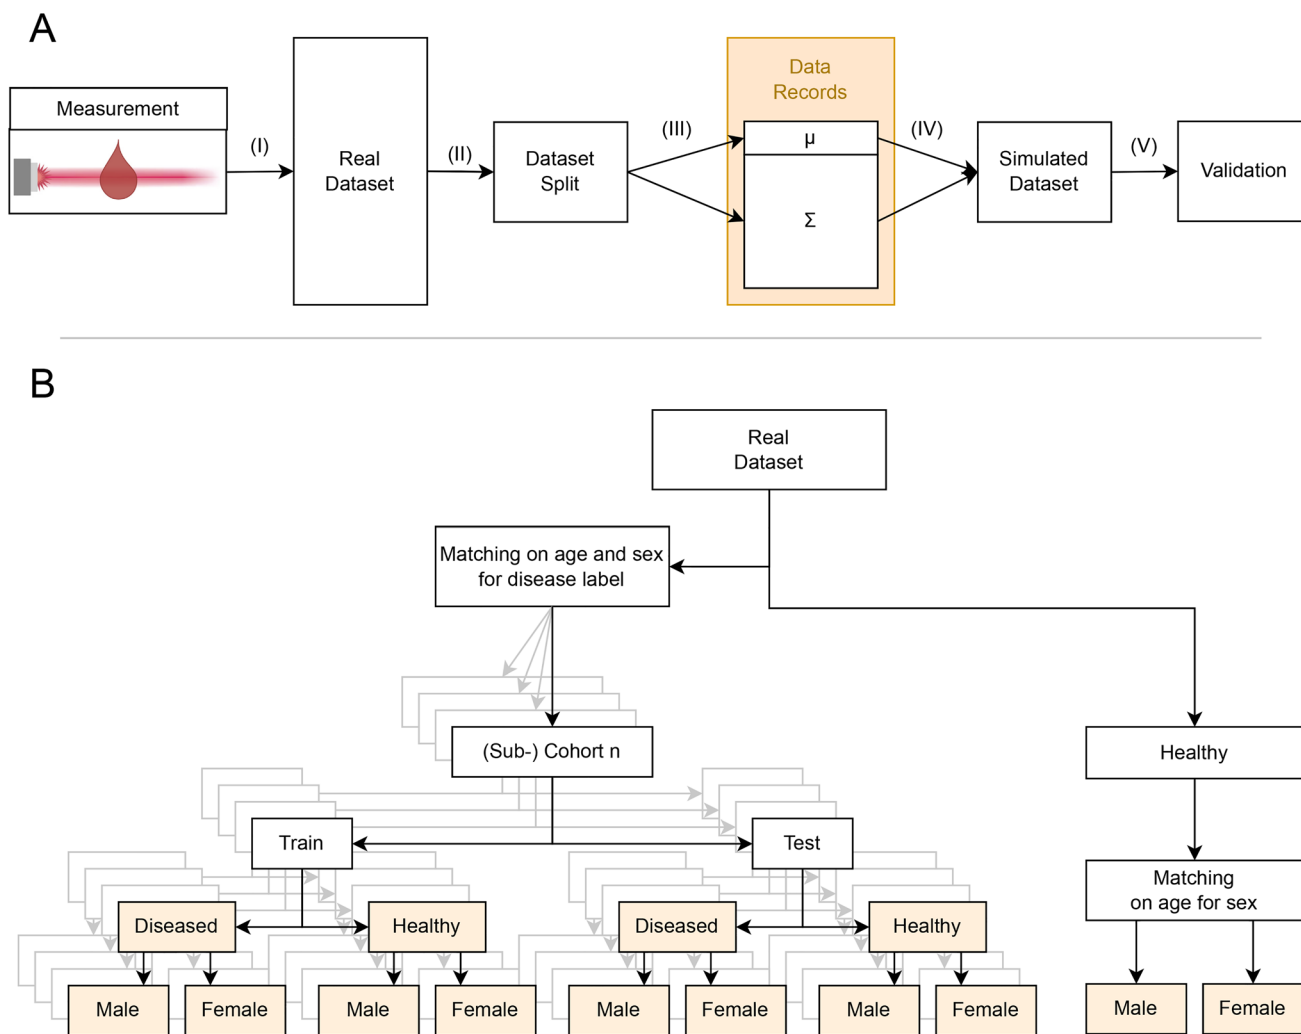 A
Measurement
(I)
Real
Dataset
(II)
Dataset
Split
(III)
Data
Records
μ
Σ
(IV)
Simulated
Dataset
(V)
Validation
B
Real
Dataset
Matching on age and sex
for disease label
(Sub-) Cohort n
Healthy
Train
Test
Matching
on age for sex
Diseased
Healthy
Diseased
Healthy
Male
Female
Male
Female
Male
Female
Male
Female
Male
Female